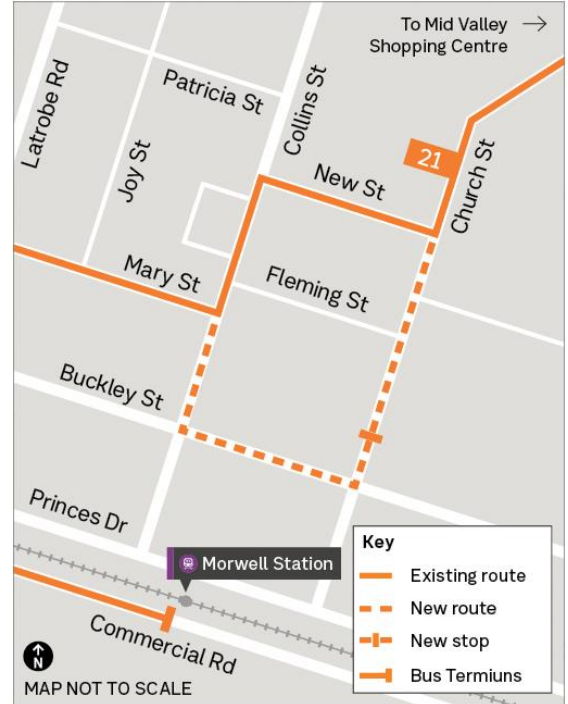 To Mid Valley
Shopping Centre
Latrobe Rd
Patricia St
Collins St
Joy St
21
New St
Church St
Mary St
Fleming St
Buckley St
Princes Dr
Morwell Station
Commercial Rd
N
MAP NOT TO SCALE
Key
Existing route
New route
New stop
Bus Termiuns